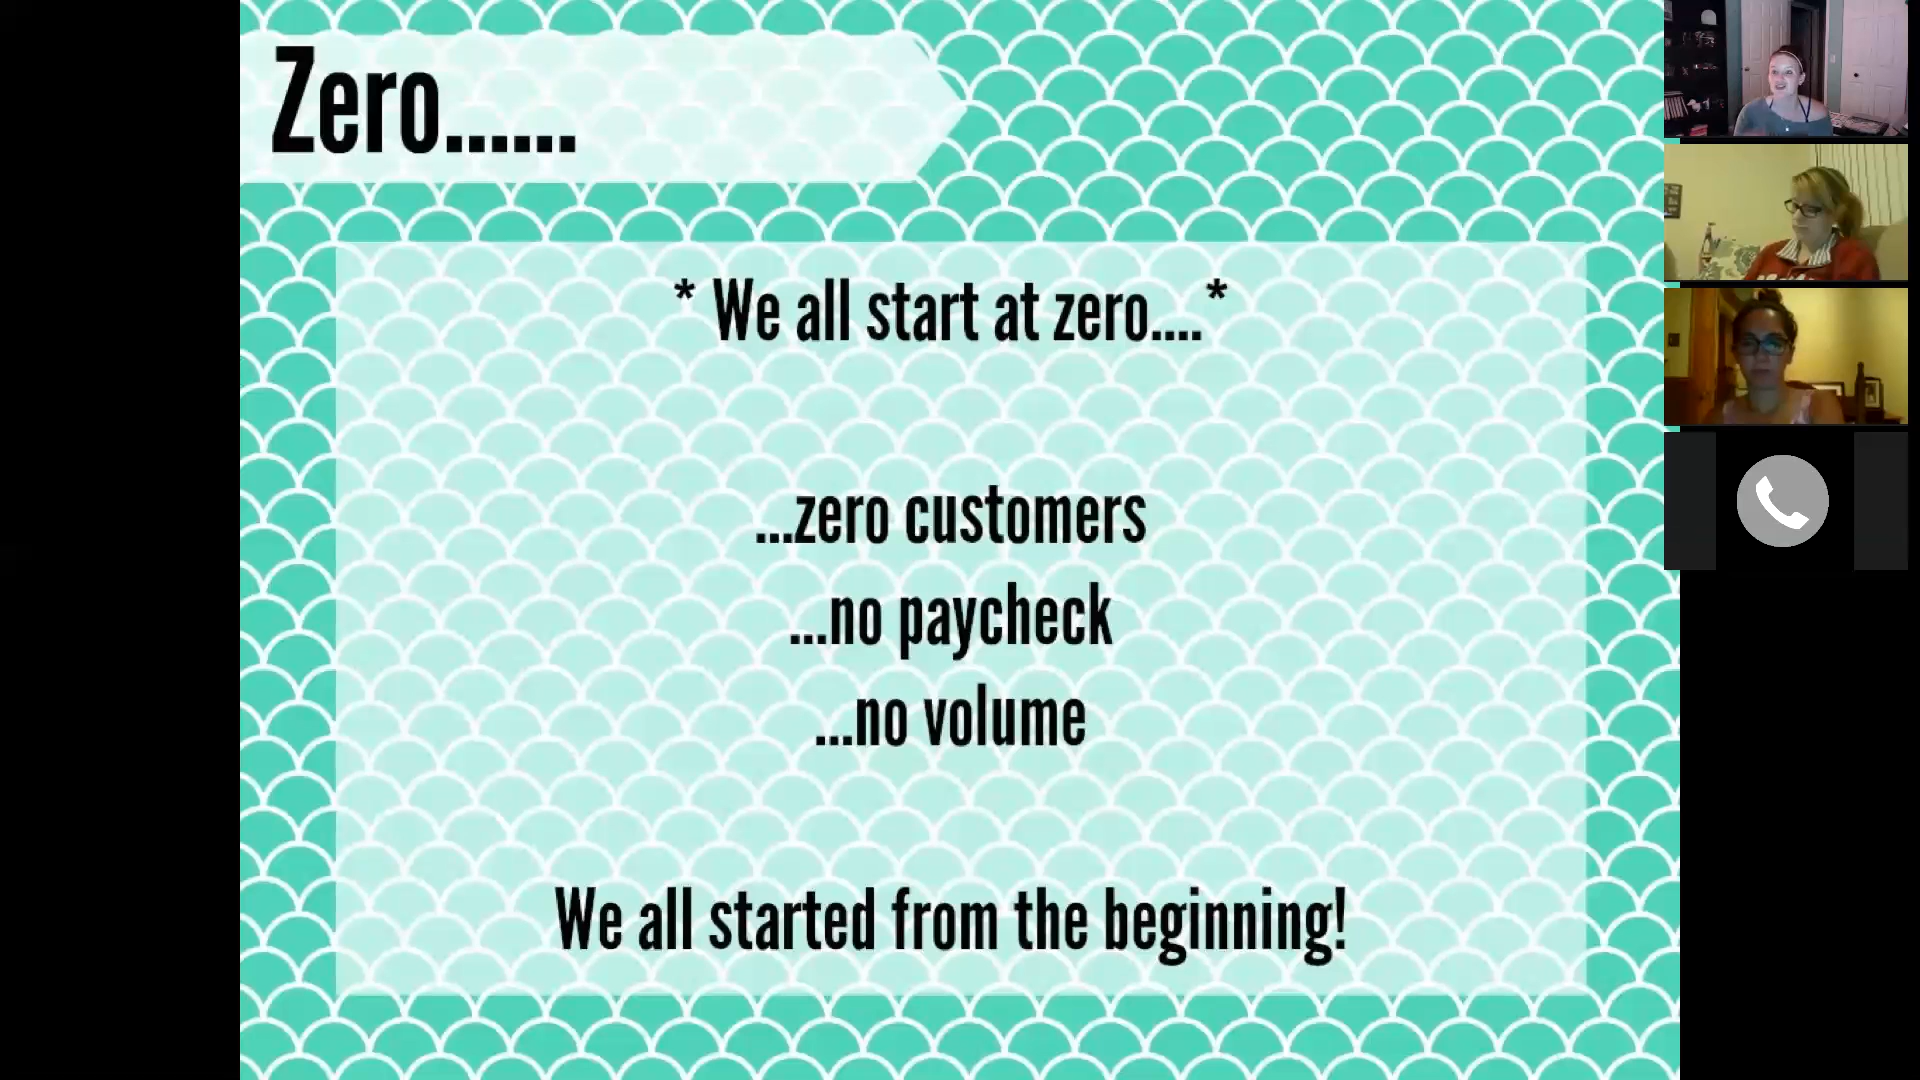 Zero......
* We all start at zero....*
...zero customers
...no paycheck
...no volume
We all started from the beginning!